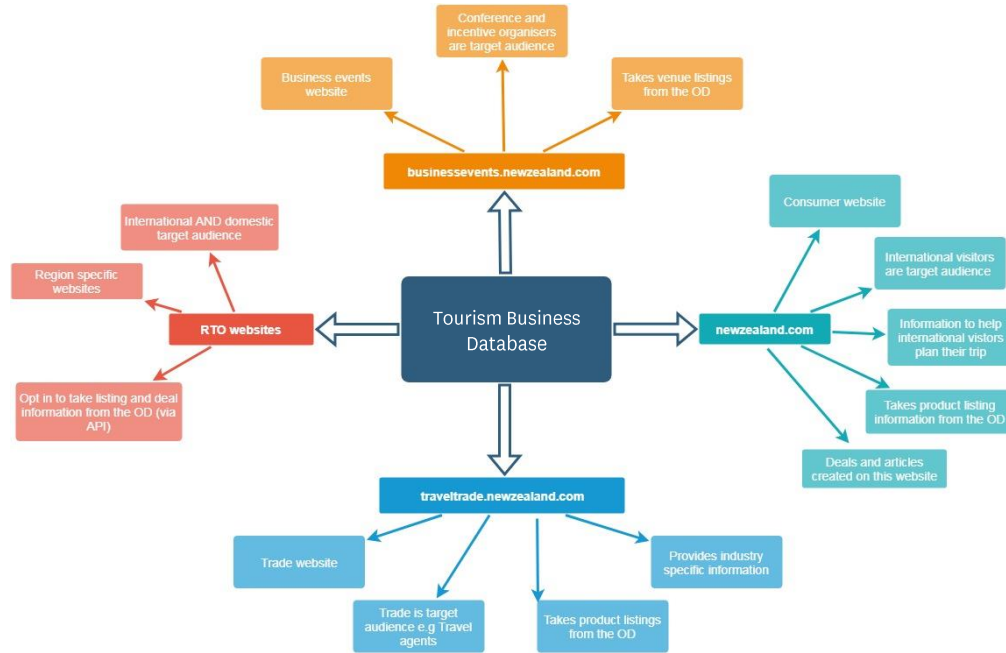 Conference and
incentive organisers
are target audience
Business events
website
Takes venue listings
from the OD
businessevents.newzealand.com
Consumer website
International AND domestic
target audience
International visitors
are target audience
Region specific
websites
RTO websites
Tourism Business
Database
newzealand.com
Information to help
international vistors
plan their trip
Opt in to take listing and deal
information from the OD (via
API)
Takes product listing
information from the OD
Deals and articles
created on this website
traveltrade.newzealand.com
Trade website
Provides industry
specific information
Trade is target
audience e.g Travel
agents
Takes product listings
from the OD